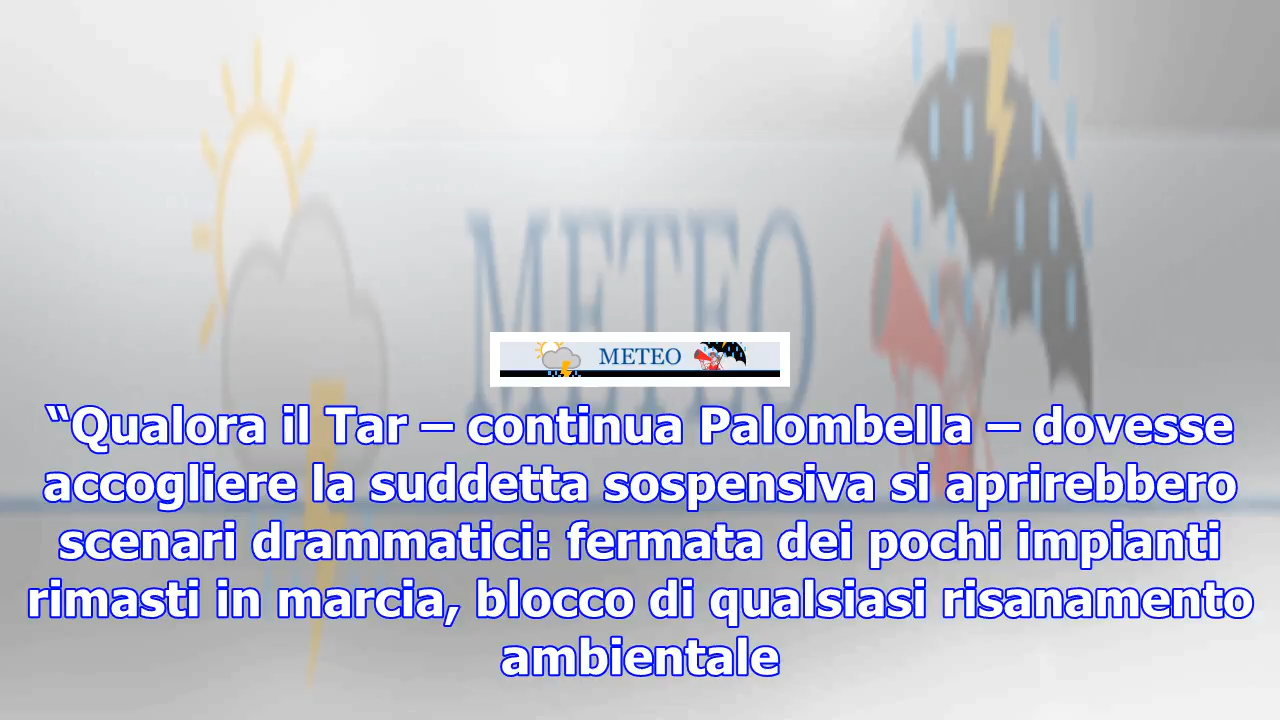 METEO
METEO
“Qualora il Tar – continua Palombella – dovesse
accogliere la suddetta sospensiva si aprirebbero
scenari drammatici: fermata dei pochi impianti
rimasti in marcia, blocco di qualsiasi risanamento
ambientale